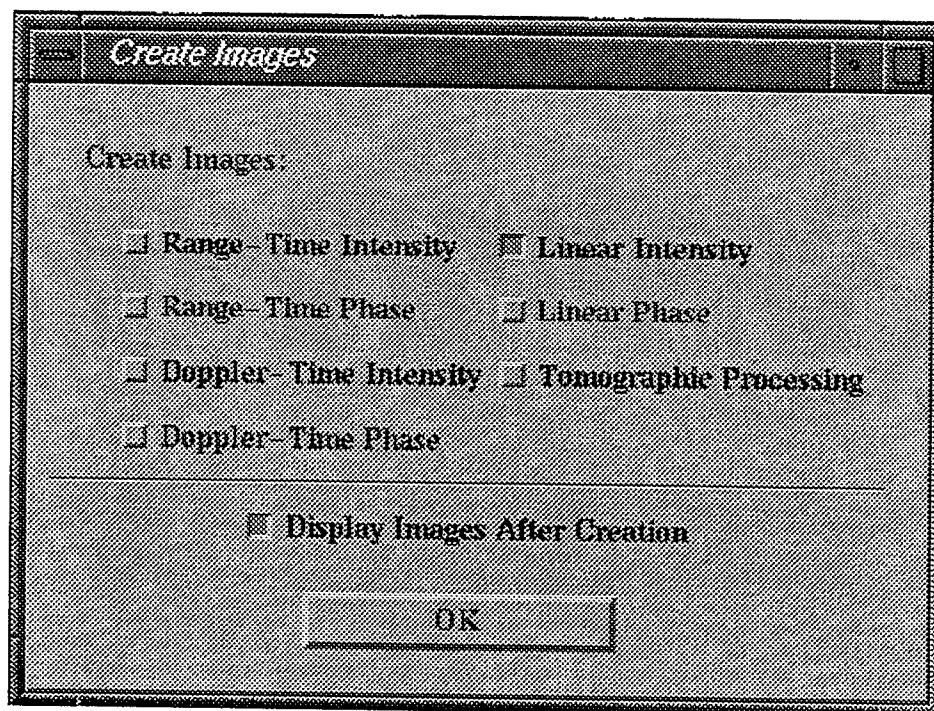 Create Images
Create Images:
Range-Time Intensity
Linear Intensity
Range-Time Phase
Linear Phase
Doppler-Time Intensity
Tomographic Processing
Doppler-Time Phase
Display Images After Creation
OK